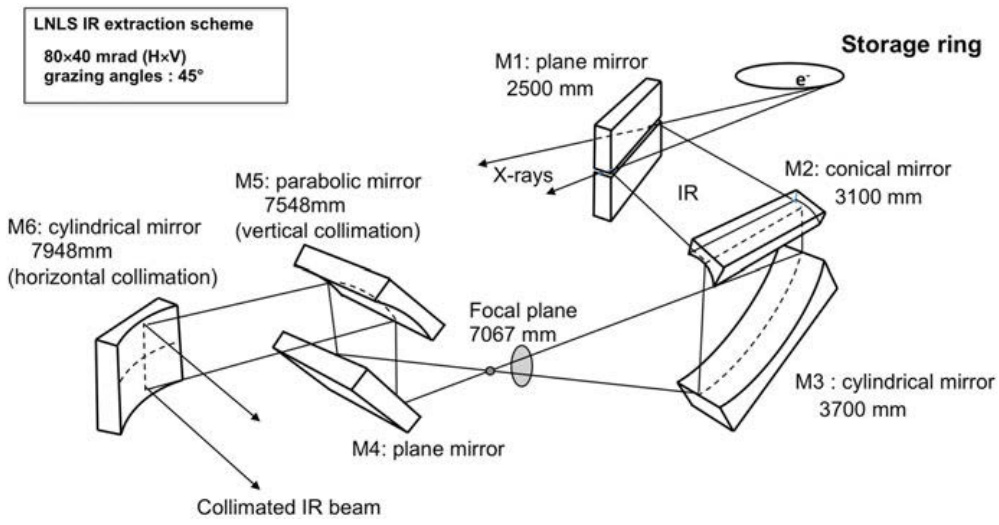 LNLS IR extraction scheme
80×40 mrad (H×V)
grazing angles : 45°
Storage ring
e-
M1: plane mirror
2500 mm
X-rays
IR
M2: conical mirror
3100 mm
M5: parabolic mirror
7548mm
(vertical collimation)
M6: cylindrical mirror
7948mm
(horizontal collimation)
Focal plane
7067 mm
M3 : cylindrical mirror
3700 mm
M4: plane mirror
Collimated IR beam